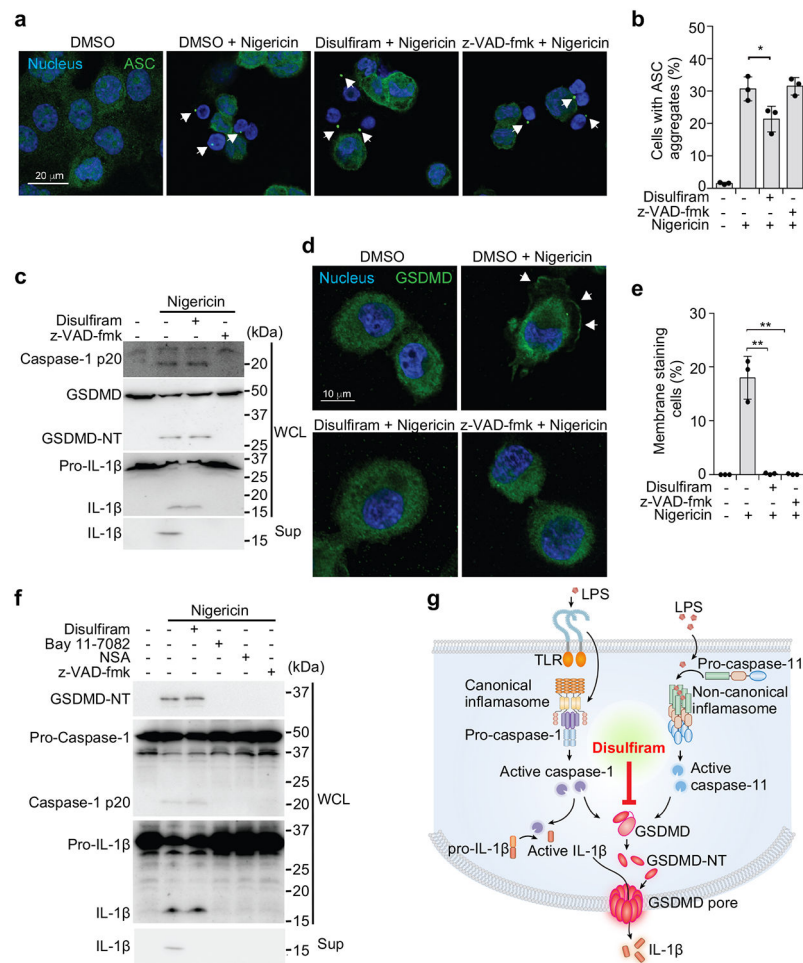 a
DMSO
DMSO + Nigericin
Disulfiram + Nigericin
z-VAD-fmk + Nigericin
Nucleus
ASC
20 μm
b
Cells with ASC
aggregates (%)
50
40
30
20
10
0
*
Disulfiram - - + -
z-VAD-fmk - - - +
Nigericin - + + +
c
Nigericin
Disulfiram - - + -
z-VAD-fmk - - - +
(kDa)
Caspase-1 p20
20
GSDMD
50
37
GSDMD-NT
25
WCL
Pro-IL-1β
37
25
20
IL-1β
15
IL-1β
15
Sup
d
DMSO
DMSO + Nigericin
Nucleus
GSDMD
10 μm
Disulfiram + Nigericin
z-VAD-fmk + Nigericin
e
Membrane staining
cells (%)
30
20
10
0
**
**
Disulfiram - - + -
z-VAD-fmk - - - +
Nigericin - + + +
f
Nigericin
Disulfiram - - + - - -
Bay 11-7082 - - - + - -
NSA - - - - + -
z-VAD-fmk - - - - - +
(kDa)
GSDMD-NT
37
Pro-Caspase-1
50
37
25
Caspase-1 p20
20
WCL
Pro-IL-1β
37
25
20
IL-1β
15
IL-1β
15
Sup
g
LPS
LPS
TLR
Pro-caspase-11
Canonical
inflamasome
Non-canonical
inflamasome
Pro-caspase-1
Disulfiram
Active caspase-1
Active
caspase-11
GSDMD
pro-IL-1β
Active IL-1β
GSDMD-NT
GSDMD pore
IL-1β